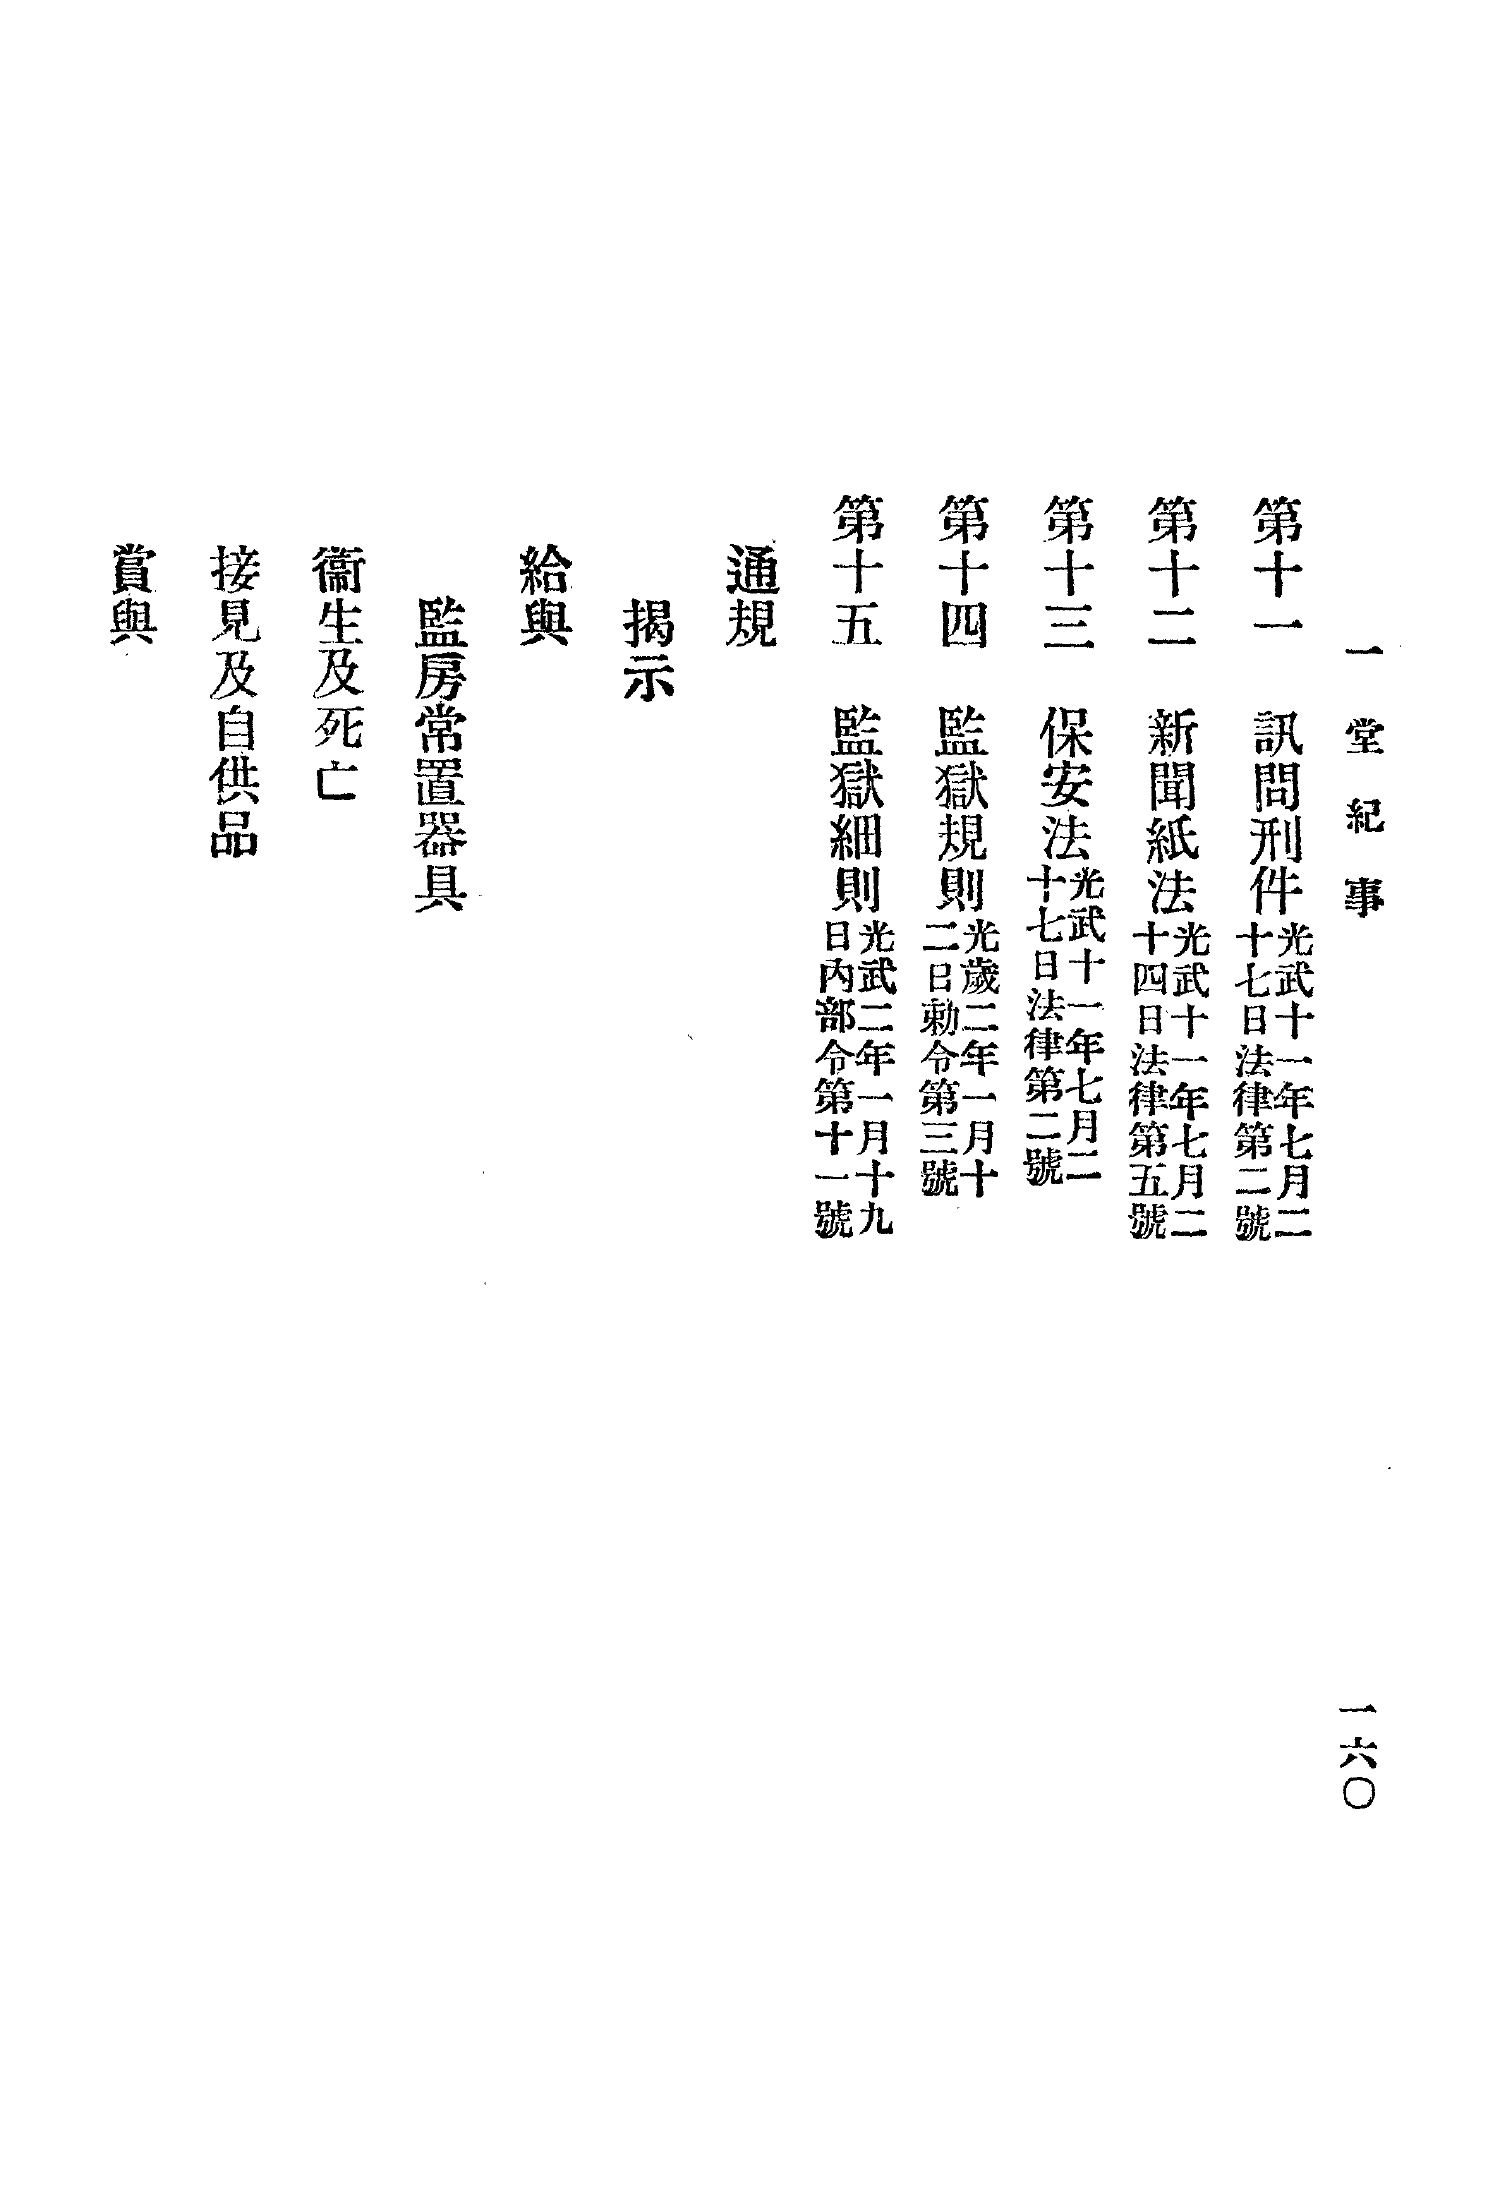 一堂紀事
一六〇
第十一　訊問刑件光武十一年七月二
十七日法律第二號
第十二　新聞紙法光武十一年七月二
十四日法律第五號
第十三　保安法光武十一年七月二
十七日法律第二號
第十四　監獄規則光歲二年一月十
二日勅令第三號
第十五　監獄細則光武二年一月十九
日內部令第十一號
通規
揭示
給與
監房常置器具
衞生及死亡
接見及自供品
賞與